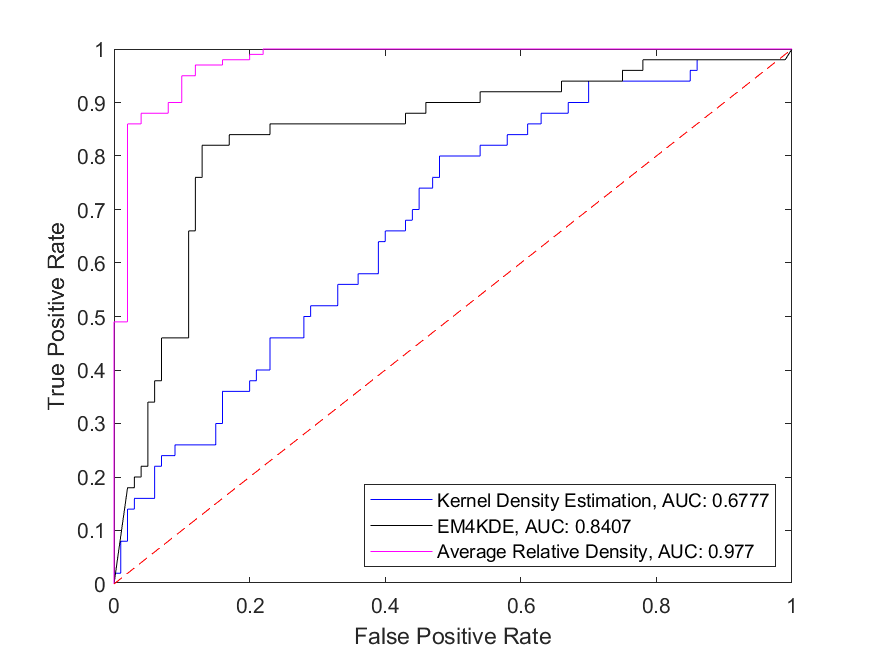 1
0.9
0.8
0.7
0.6
0.5
0.4
0.3
0.2
0.1
0
True Positive Rate
Kernel Density Estimation, AUC: 0.6777
EM4KDE, AUC: 0.8407
Average Relative Density, AUC: 0.977
0 0.2 0.4 0.6 0.8 1
False Positive Rate